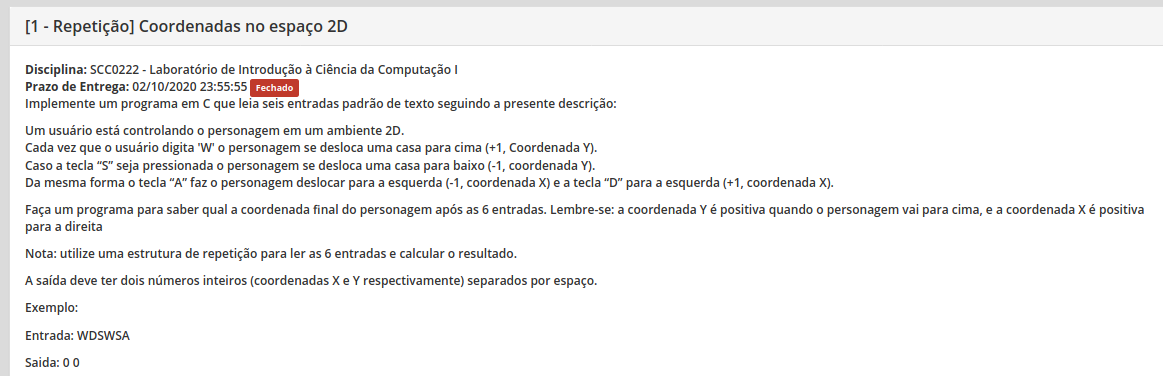 [1 - Repetição] Coordenadas no espaço 2D
Disciplina: SCC0222 - Laboratório de Introdução à Ciência da Computação I
Prazo de Entrega: 02/10/2020 23:55:55 Fechado
Implemente um programa em C que leia seis entradas padrão de texto seguindo a presente descrição:
Um usuário está controlando o personagem em um ambiente 2D.
Cada vez que o usuário digita 'W' o personagem se desloca uma casa para cima (+1, Coordenada Y).
Caso a tecla “S” seja pressionada o personagem se desloca uma casa para baixo (-1, coordenada Y).
Da mesma forma o tecla “A” faz o personagem deslocar para a esquerda (-1, coordenada X) e a tecla “D” para a esquerda (+1, coordenada X).
Faça um programa para saber qual a coordenada final do personagem após as 6 entradas. Lembre-se: a coordenada Y é positiva quando o personagem vai para cima, e a coordenada X é positiva
para a direita
Nota: utilize uma estrutura de repetição para ler as 6 entradas e calcular o resultado.
A saída deve ter dois números inteiros (coordenadas X e Y respectivamente) separados por espaço.
Exemplo:
Entrada: WDSWSA
Saida: 0 0